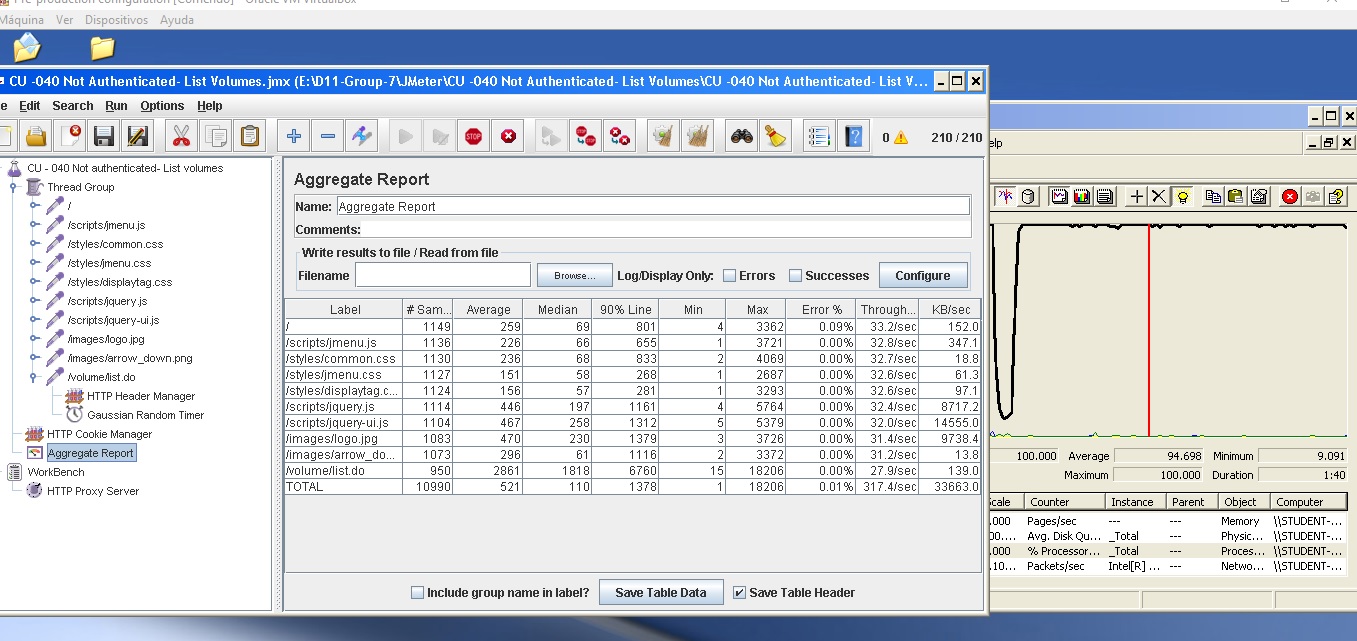 Pre-production configuration [Corriendo] - Oracle VM VirtualBox
Máquina Ver Dispositivos Ayuda
CU -040 Not Authenticated- List Volumes.jmx (E:\D11-Group-7\JMeter\CU -040 Not Authenticated- List Volumes\CU -040 Not Authenticated- List V...
e Edit Search Run Options Help
STOP
0
210 / 210
CU - 040 Not authenticated- List volumes
Thread Group
/
/scripts/jmenu.js
/styles/common.css
/styles/jmenu.css
/styles/displaytag.css
/scripts/jquery.js
/scripts/jquery-ui.js
/images/logo.jpg
/images/arrow_down.png
/volume/list.do
HTTP Header Manager
Gaussian Random Timer
HTTP Cookie Manager
Aggregate Report
WorkBench
HTTP Proxy Server
Aggregate Report
Name: Aggregate Report
Comments:
Write results to file / Read from file
Filename Browse... Log/Display Only: Errors Successes Configure
Label # Sam... Average Median 90% Line Min Max Error % Through... KB/sec
/ 1149 259 69 801 4 3362 0.09% 33.2/sec 152.0
/scripts/jmenu.js 1136 226 66 655 1 3721 0.00% 32.8/sec 347.1
/styles/common.css 1130 236 68 833 2 4069 0.00% 32.7/sec 18.8
/styles/jmenu.css 1127 151 58 268 1 2687 0.00% 32.6/sec 61.3
/styles/displaytag.c... 1124 156 57 281 1 3293 0.00% 32.6/sec 97.1
/scripts/jquery.js 1114 446 197 1161 4 5764 0.00% 32.4/sec 8717.2
/scripts/jquery-ui.js 1104 467 258 1312 5 5379 0.00% 32.0/sec 14555.0
/images/logo.jpg 1083 470 230 1379 3 3726 0.00% 31.4/sec 9738.4
/images/arrow_do... 1073 296 61 1116 2 3372 0.00% 31.2/sec 13.8
/volume/list.do 950 2861 1818 6760 15 18206 0.00% 27.9/sec 139.0
TOTAL 10990 521 110 1378 1 18206 0.01% 317.4/sec 33663.0
Include group name in label? Save Table Data Save Table Header
elp
100.000 Average 94.698 Minimum 9.091
Maximum 100.000 Duration 1:40
Scale Counter Instance Parent Object Computer
.000 Pages/sec --- --- Memory \\STUDENT-...
00.... Avg. Disk Qu... _Total --- Physic... \\STUDENT-...
.000 % Processor... _Total --- Proces... \\STUDENT-...
.10... Packets/sec Intel[R] ... --- Netwo... \\STUDENT-...